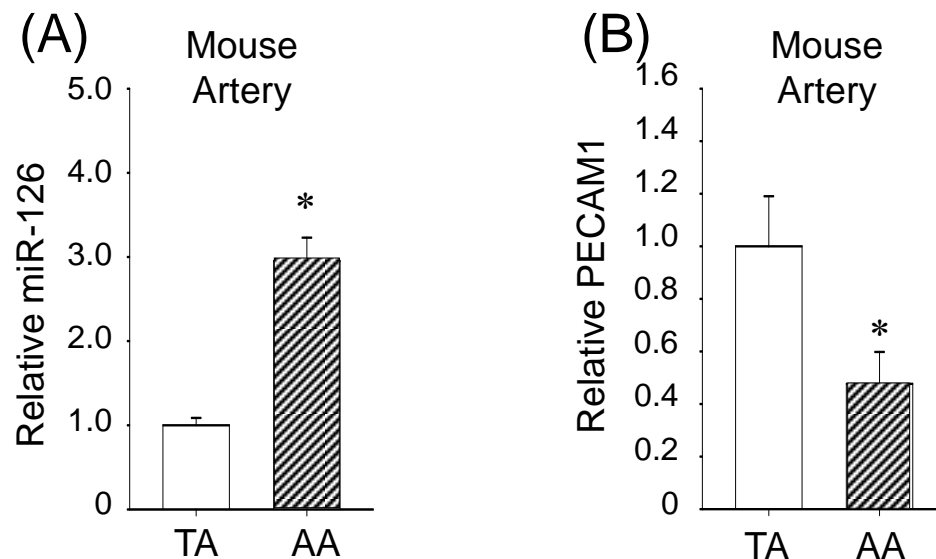 (A)
Mouse
Artery
Relative miR-126
5.0
4.0
3.0
2.0
1.0
0
*
TA
AA
(B)
Mouse
Artery
Relative PECAM1
1.6
1.4
1.2
1.0
0.8
0.6
0.4
0.2
0
*
TA
AA